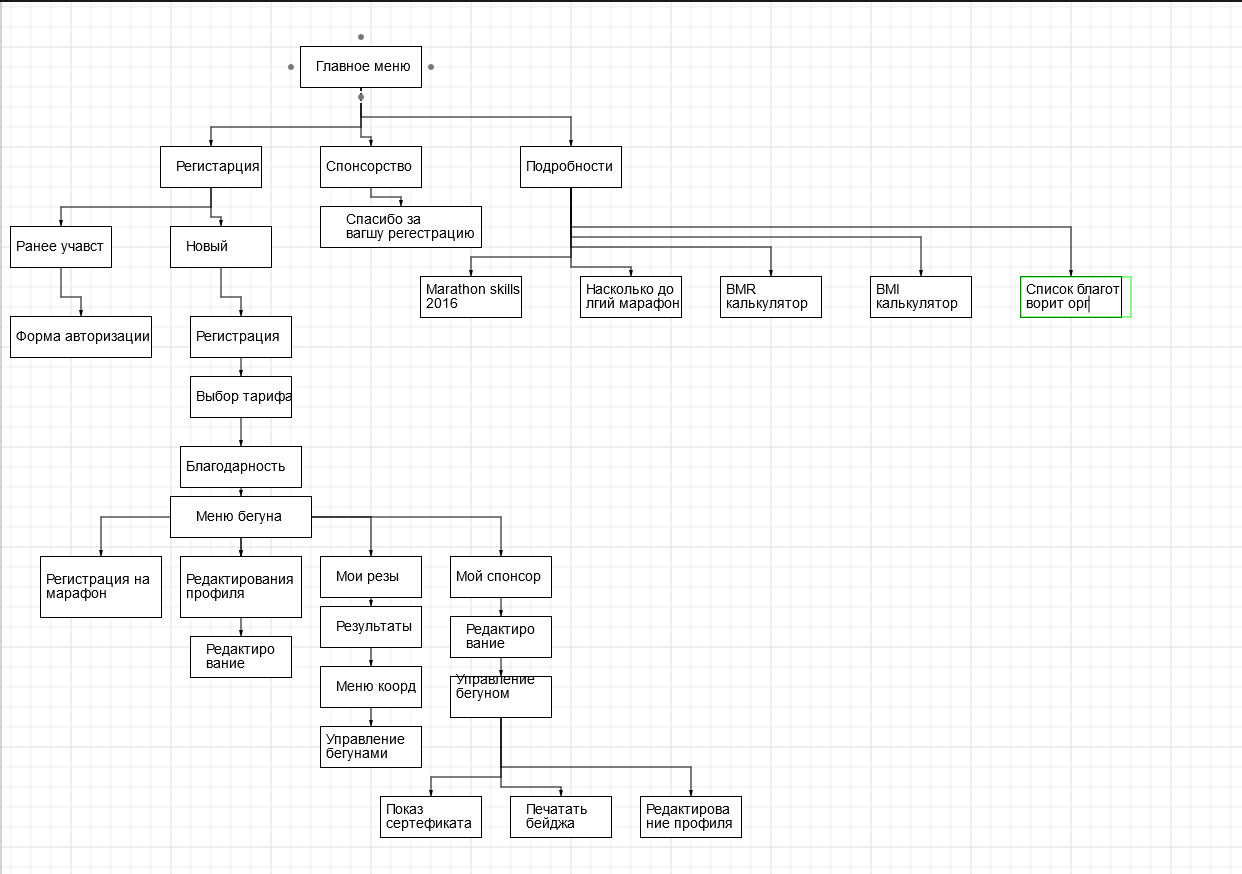 Главное меню
Регистарция
Спонсорство
Подробности
Спасибо за
вагшу регестрацию
Ранее учавст
Новый
Marathon skills
2016
Насколько до
лгий марафон
BMR
калькулятор
BMI
калькулятор
Список благот
ворит орг
Форма авторизации
Регистрация
Выбор тарифа
Благодарность
Меню бегуна
Регистрация на
марафон
Редактирования
профиля
Мои резы
Мой спонсор
Результаты
Редактиро
вание
Редактиро
вание
Меню коорд
Управление
бегуном
Управление
бегунами
Показ
сертефиката
Печатать
бейджа
Редактирова
ние профиля